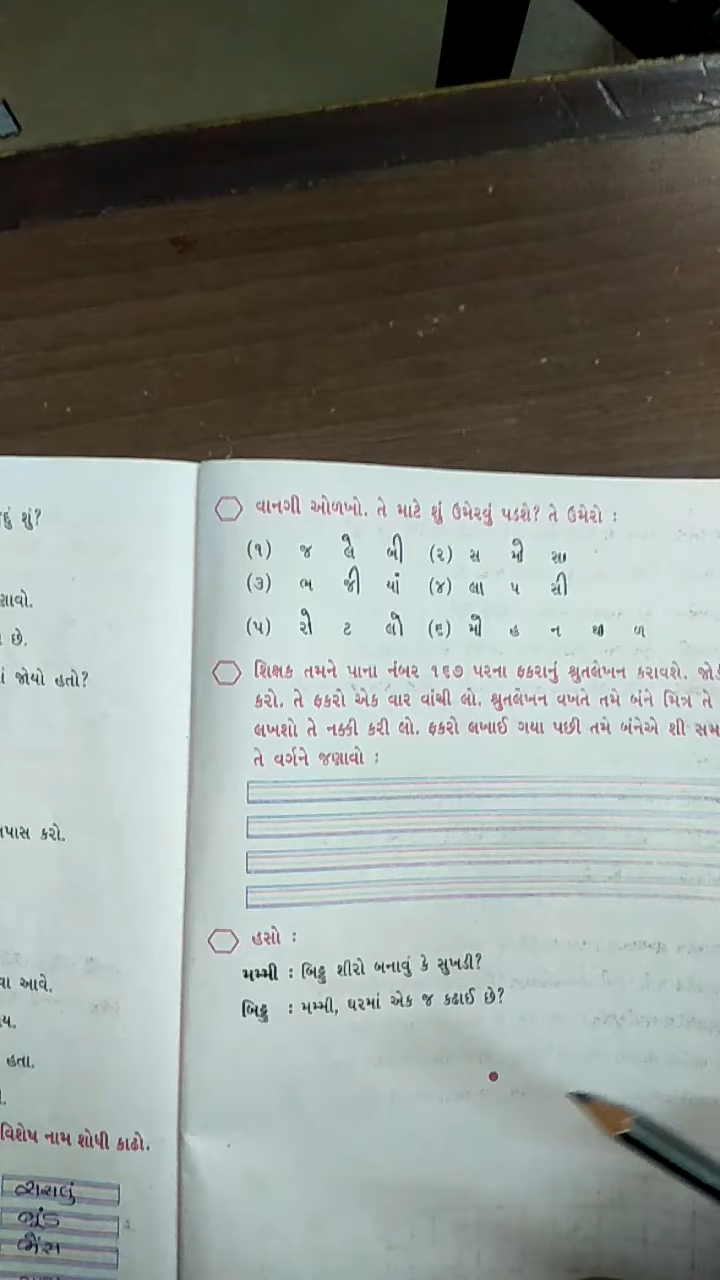 શું?
છે.
જોયો હતો?
કરો.
આવે.
હતા.
વિશેષ નામ શોધી કાઢો.
સસલું
ભૂંડ
ભેંસ
વાનગી ઓળખો. તે માટે શું ઉમેરવું પડશે? તે ઉમેરો :
(૧) જ લે બી (૨) સ મો સા
(૩) ભ જી યાં (૪) લા પ સી
(૫) રો ટ લો (૬) મો હ ન થા ળ
શિક્ષક તમને પાના નંબર ૧૬૭ પરના ફકરાનું શ્રુતલેખન કરાવશે.
કરો. તે ફકરો એક વાર વાંચી લો. શ્રુતલેખન વખતે તમે બંને મિત્ર તે
લખશો તે નક્કી કરી લો. ફકરો લખાઈ ગયા પછી તમે બંનેએ શી
તે વર્ગને જણાવો :
હસો :
મમ્મી : બિટ્ટુ શીરો બનાવું કે સુખડી?
બિટ્ટુ : મમ્મી, ઘરમાં એક જ કઢાઈ છે?